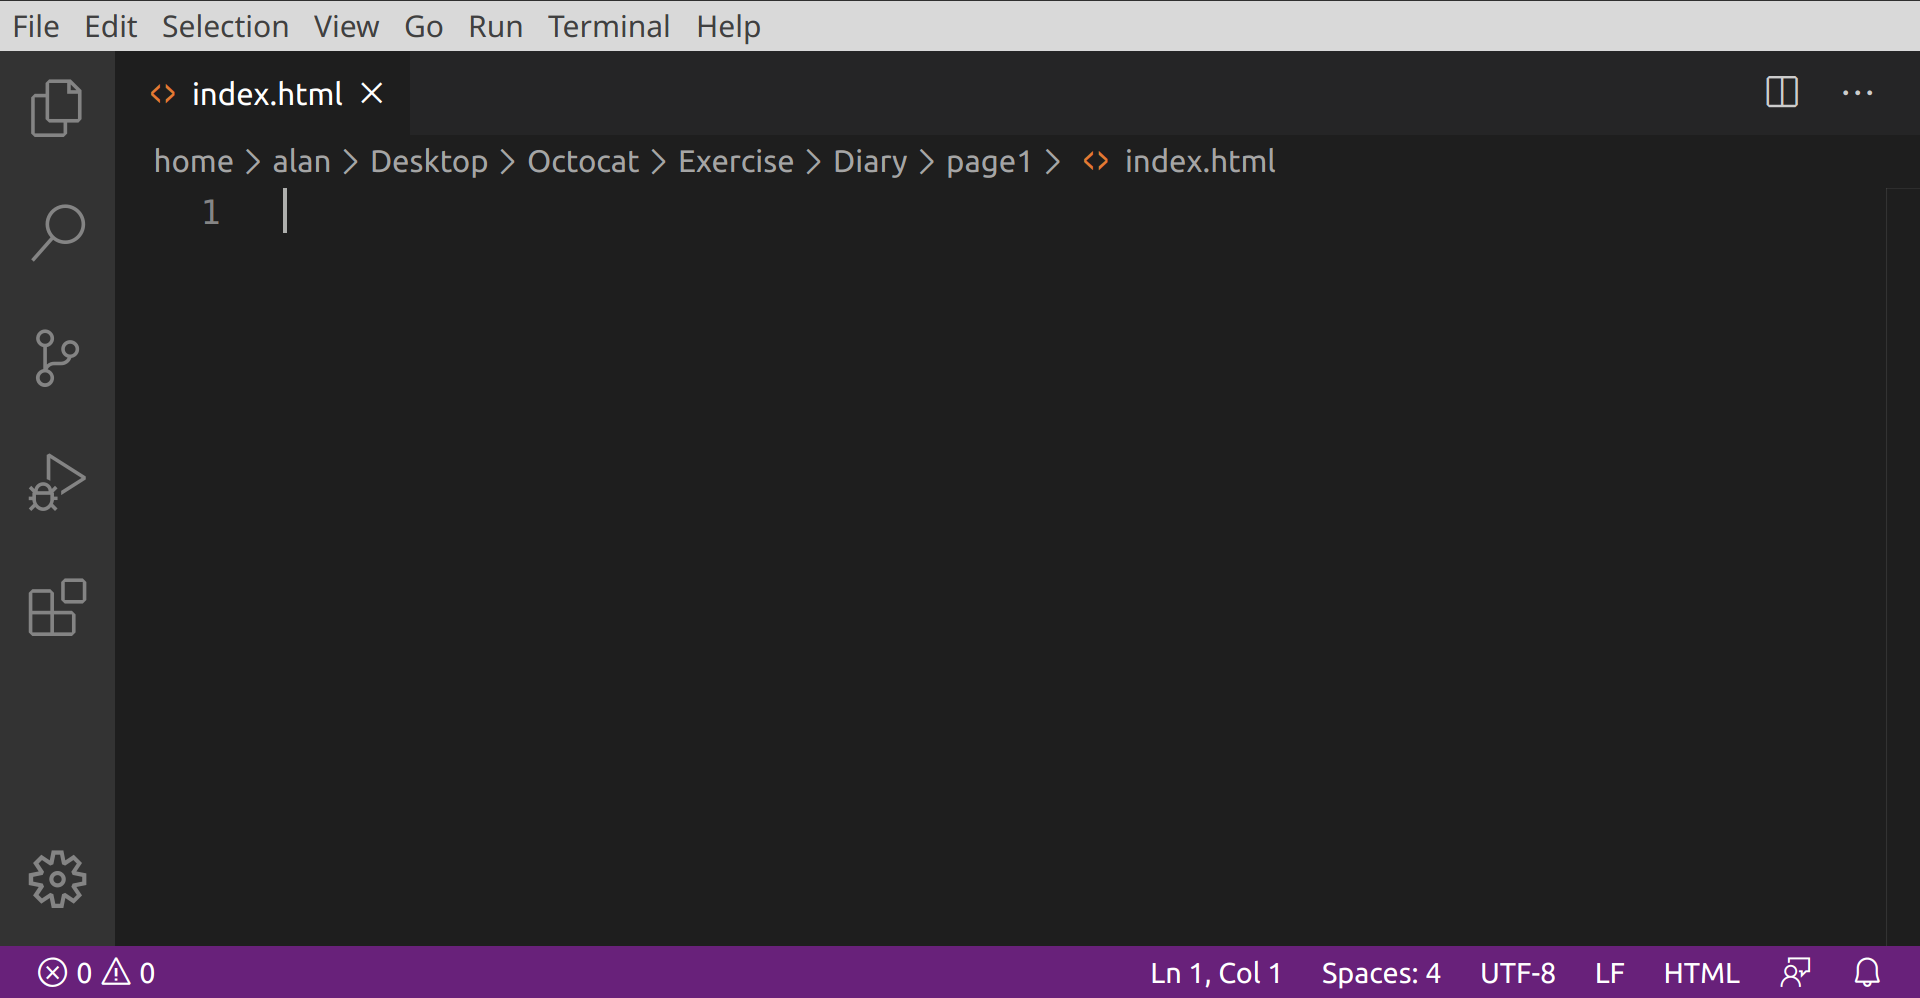 File Edit Selection View Go Run Terminal Help
index.html
home > alan > Desktop > Octocat > Exercise > Diary > page1 > <> index.html
1
0 0 Ln 1, Col 1 Spaces: 4 UTF-8 LF HTML